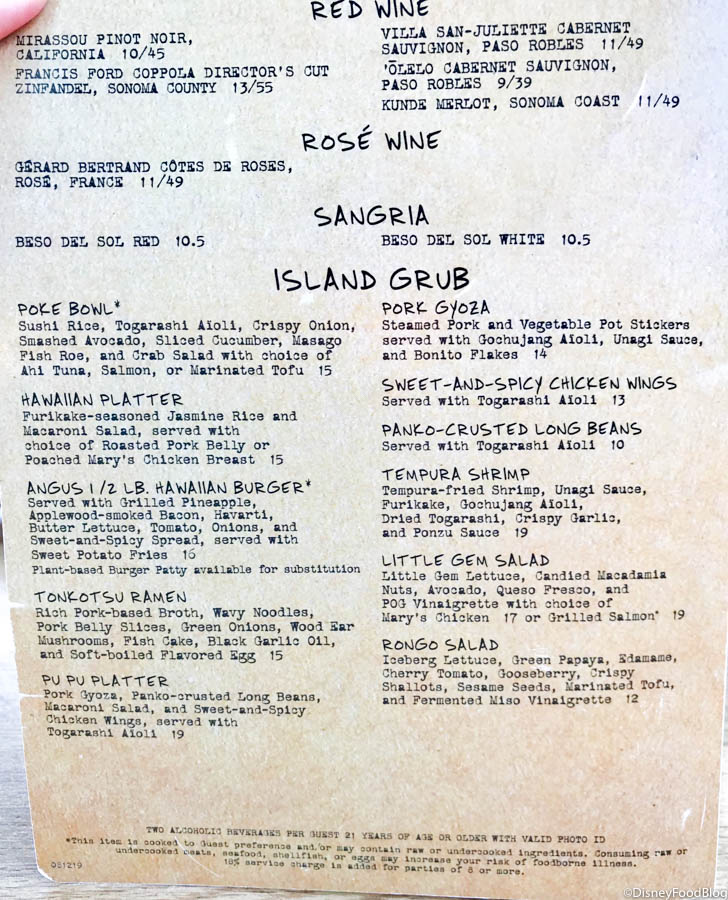 RED WINE
MIRASSOU PINOT NOIR,
CALIFORNIA 10/45
FRANCIS FORD COPPOLA DIRECTOR'S CUT
ZINFANDEL, SONOMA COUNTY 13/55
VILLA SAN-JULIETTE CABERNET
SAUVIGNON, PASO ROBLES 11/49
'ŌLELO CABERNET SAUVIGNON,
PASO ROBLES 9/39
KUNDE MERLOT, SONOMA COAST 11/49
ROSÉ WINE
GÉRARD BERTRAND CÔTES DE ROSES,
ROSÉ, FRANCE 11/49
SANGRIA
BESO DEL SOL RED 10.5
BESO DEL SOL WHITE 10.5
ISLAND GRUB
POKE BOWL*
Sushi Rice, Togarashi Aïoli, Crispy Onion,
Smashed Avocado, Sliced Cucumber, Masago
Fish Roe, and Crab Salad with choice of
Ahi Tuna, Salmon, or Marinated Tofu 15
HAWAIIAN PLATTER
Furikake-seasoned Jasmine Rice and
Macaroni Salad, served with
choice of Roasted Pork Belly or
Poached Mary's Chicken Breast 15
ANGUS 1/2 LB. HAWAIIAN BURGER*
Served with Grilled Pineapple,
Applewood-smoked Bacon, Havarti,
Butter Lettuce, Tomato, Onions, and
Sweet-and-Spicy Spread, served with
Sweet Potato Fries 16
Plant-based Burger Patty available for substitution
TONKOTSU RAMEN
Rich Pork-based Broth, Wavy Noodles,
Pork Belly Slices, Green Onions, Wood Ear
Mushrooms, Fish Cake, Black Garlic Oil,
and Soft-boiled Flavored Egg 15
PU PU PLATTER
Pork Gyoza, Panko-crusted Long Beans,
Macaroni Salad, and Sweet-and-Spicy
Chicken Wings, served with
Togarashi Aïoli 19
PORK GYOZA
Steamed Pork and Vegetable Pot Stickers
served with Gochujang Aïoli, Unagi Sauce,
and Bonito Flakes 14
SWEET-AND-SPICY CHICKEN WINGS
Served with Togarashi Aïoli 13
PANKO-CRUSTED LONG BEANS
Served with Togarashi Aïoli 10
TEMPURA SHRIMP
Tempura-fried Shrimp, Unagi Sauce,
Furikake, Gochujang Aïoli,
Dried Togarashi, Crispy Garlic,
and Ponzu Sauce 19
LITTLE GEM SALAD
Little Gem Lettuce, Candied Macadamia
Nuts, Avocado, Queso Fresco, and
POG Vinaigrette with choice of
Mary's Chicken 17 or Grilled Salmon* 19
RONGO SALAD
Iceberg Lettuce, Green Papaya, Edamame,
Cherry Tomato, Gooseberry, Crispy
Shallots, Sesame Seeds, Marinated Tofu,
and Fermented Miso Vinaigrette 12
TWO ALCOHOLIC BEVERAGES PER GUEST 21 YEARS OF AGE OR OLDER WITH VALID PHOTO ID
*This item is cooked to Guest preference and/or may contain raw or undercooked ingredients. Consuming raw or
undercooked meats, seafood, shellfish, or eggs may increase your risk of foodborne illness.
18% service charge is added for parties of 8 or more.
081219
©DisneyFoodBlog